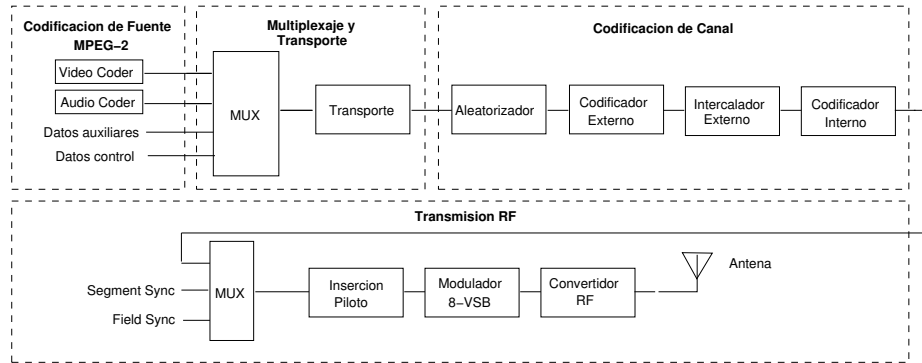 Codificacion de Fuente
MPEG−2
Video Coder
Audio Coder
Datos auxiliares
Datos control
Multiplexaje y
Transporte
MUX
Transporte
Codificacion de Canal
Aleatorizador
Codificador
Externo
Intercalador
Externo
Codificador
Interno
Transmision RF
Segment Sync
Field Sync
MUX
Insercion
Piloto
Modulador
8−VSB
Convertidor
RF
Antena